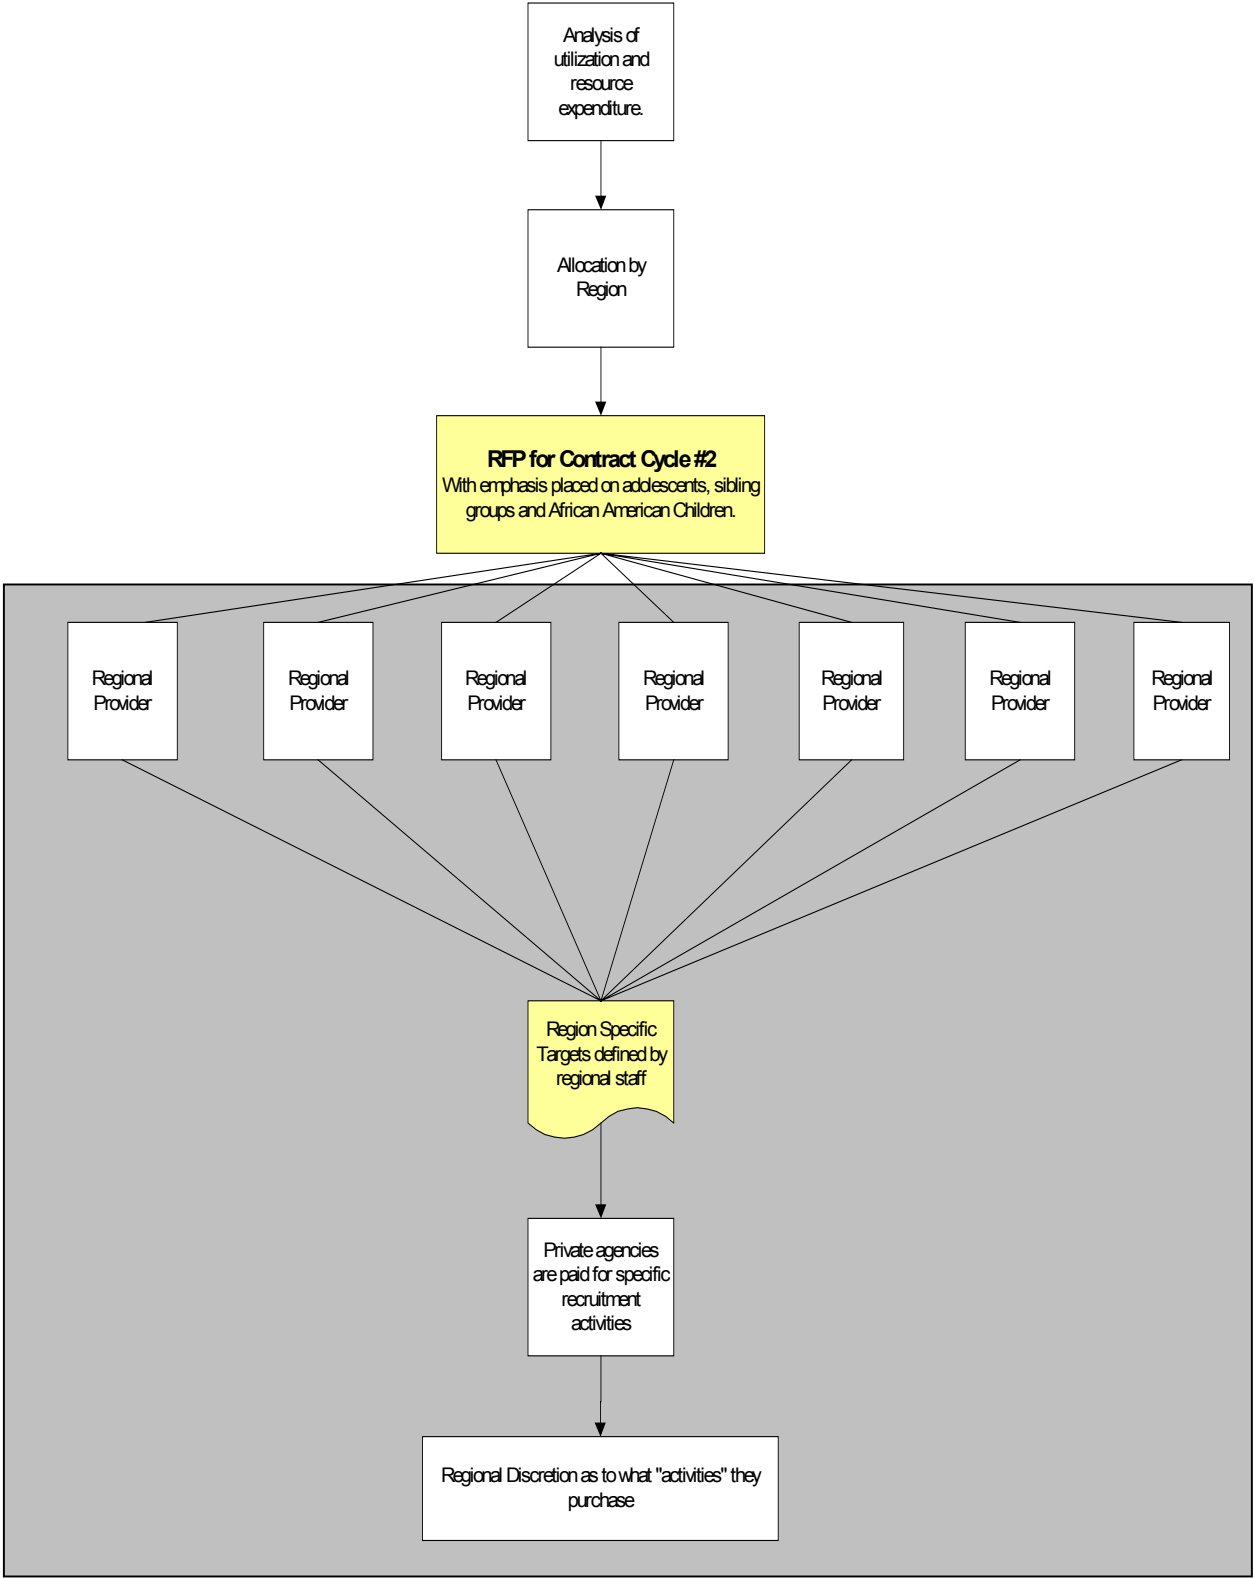 Analysis of
utilization and
resource
expenditure.
Allocation by
Region
RFP for Contract Cycle #2
With emphasis placed on adolescents, sibling
groups and African American Children.
Regional
Provider
Regional
Provider
Regional
Provider
Regional
Provider
Regional
Provider
Regional
Provider
Regional
Provider
Region Specific
Targets defined by
regional staff
Private agencies
are paid for specific
recruitment
activities
Regional Discretion as to what "activities" they
purchase